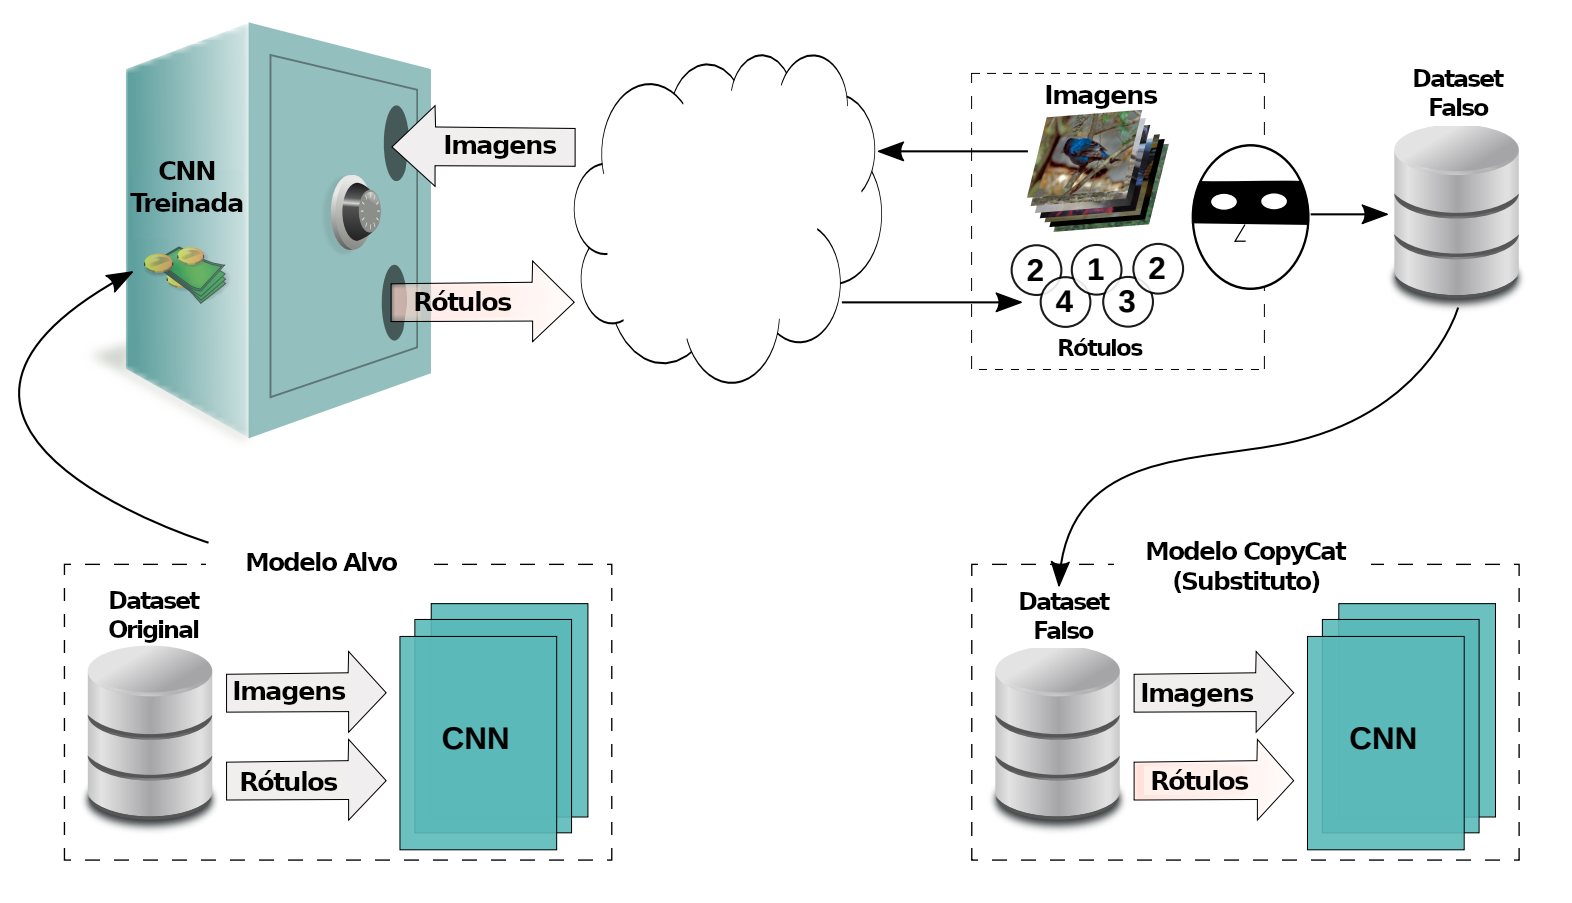 CNN
Treinada
Imagens
Rótulos
Imagens
2
1
2
4
3
Rótulos
Dataset
Falso
Modelo Alvo
Dataset
Original
Imagens
Rótulos
CNN
Modelo CopyCat
(Substituto)
Dataset
Falso
Imagens
Rótulos
CNN